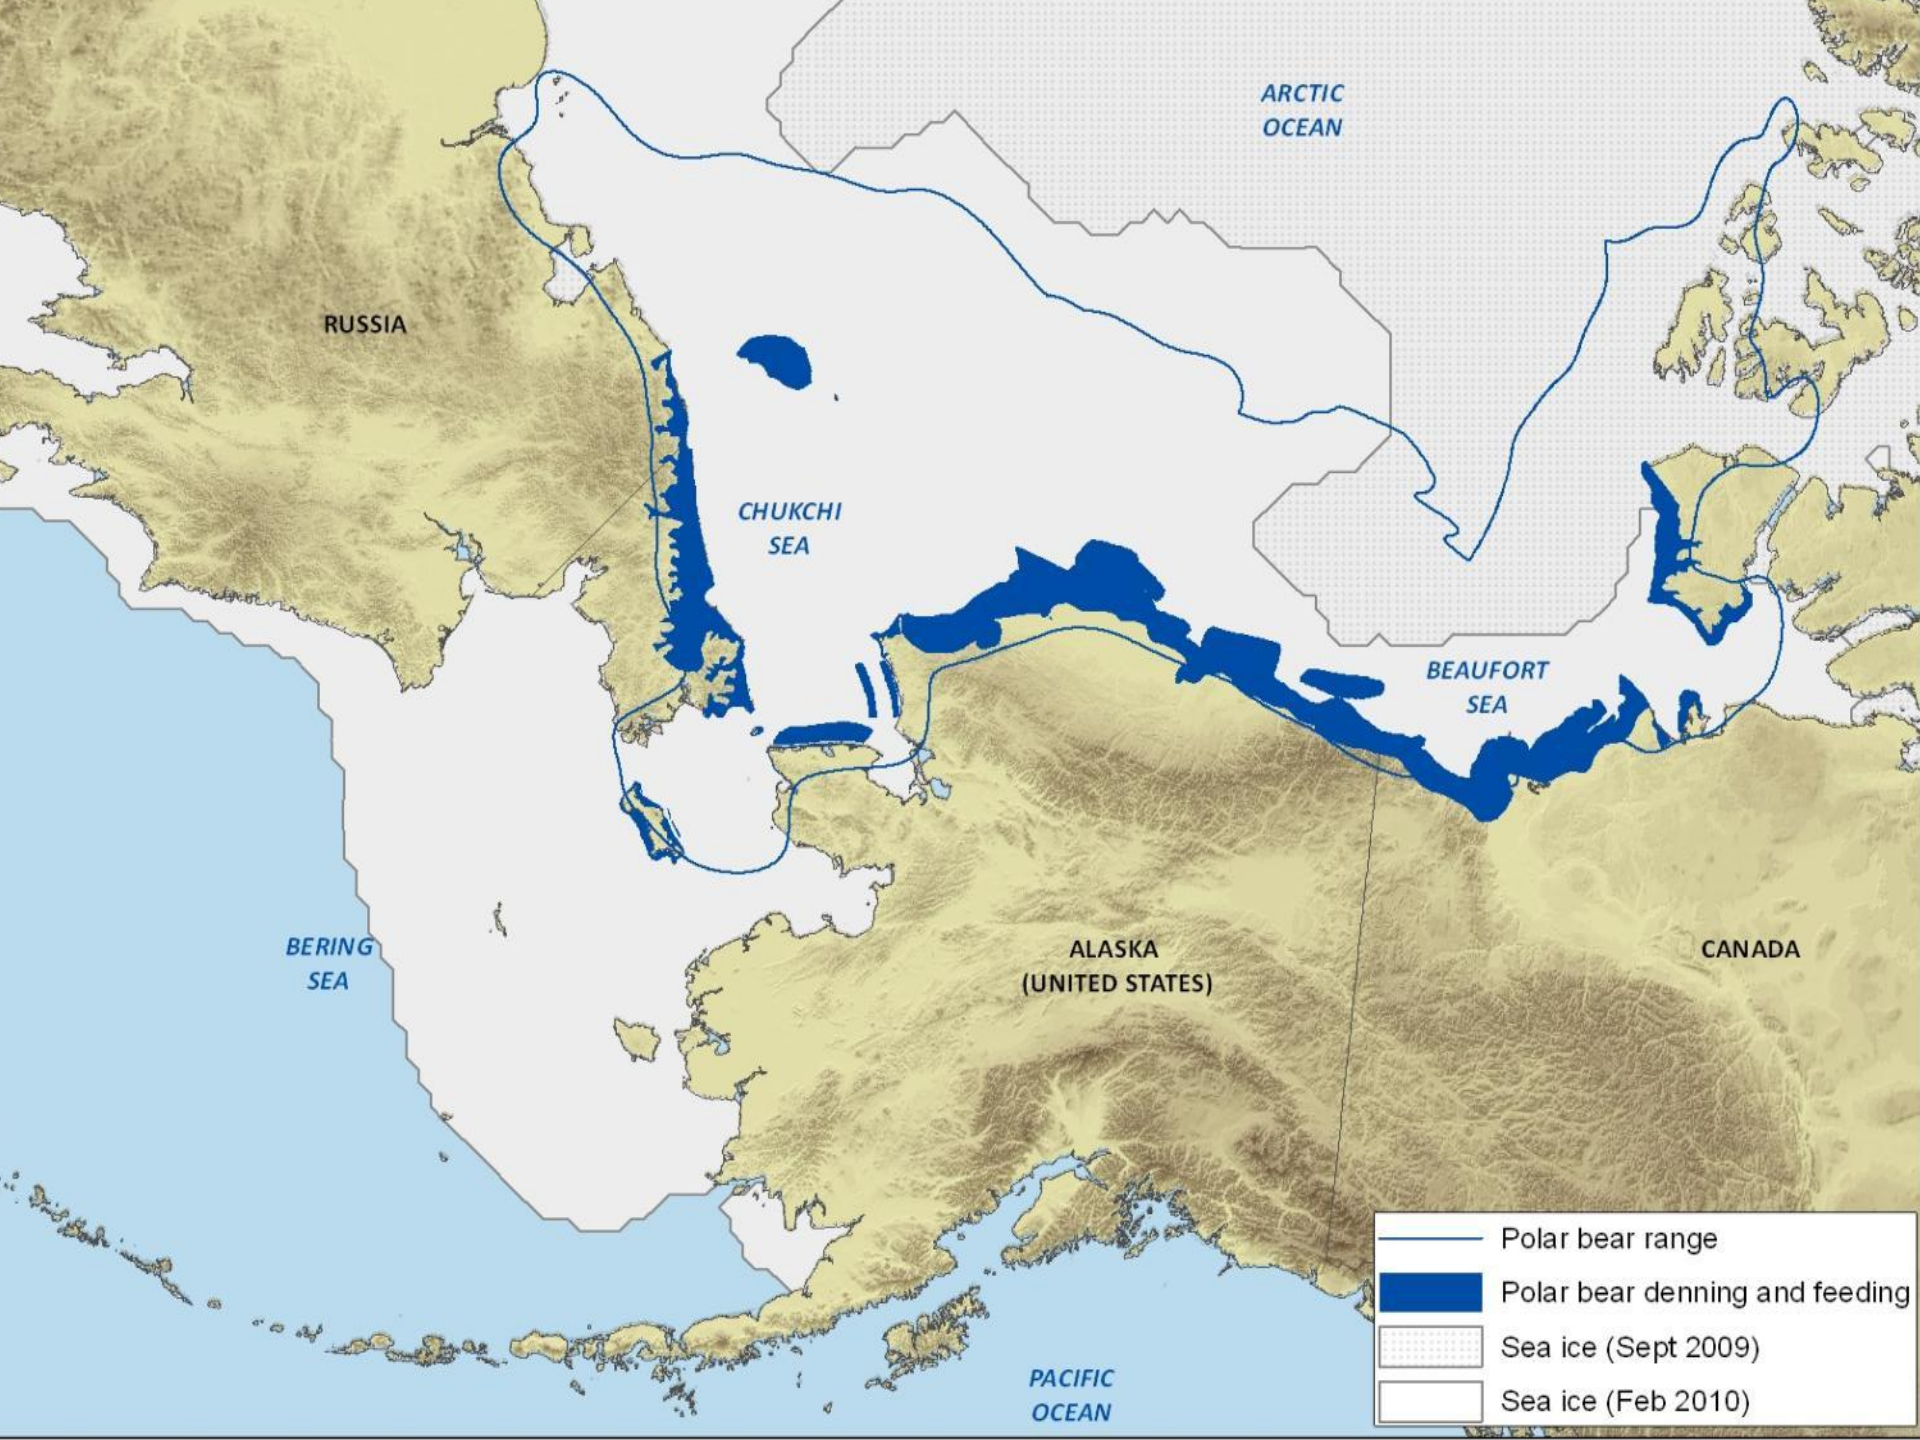 ARCTIC
OCEAN
RUSSIA
CHUKCHI
SEA
BEAUFORT
SEA
BERING
SEA
ALASKA
(UNITED STATES)
CANADA
PACIFIC
OCEAN
Polar bear range
Polar bear denning and feeding
Sea ice (Sept 2009)
Sea ice (Feb 2010)